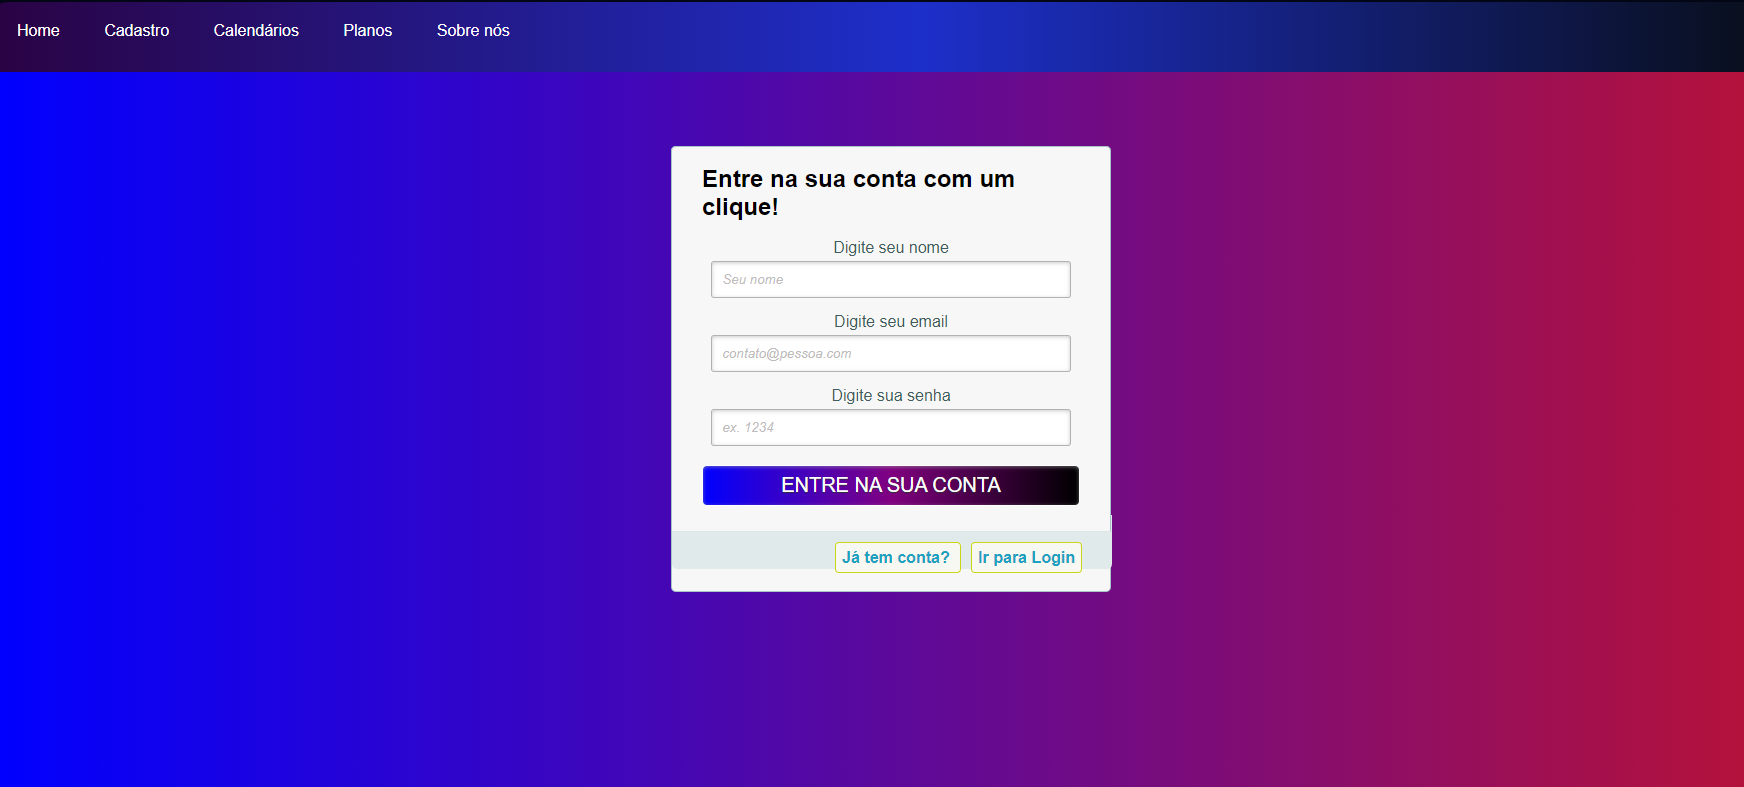 Home Cadastro Calendários Planos Sobre nós
Entre na sua conta com um
clique!
Digite seu nome
Seu nome
Digite seu email
contato@pessoa.com
Digite sua senha
ex. 1234
ENTRE NA SUA CONTA
Já tem conta? Ir para Login